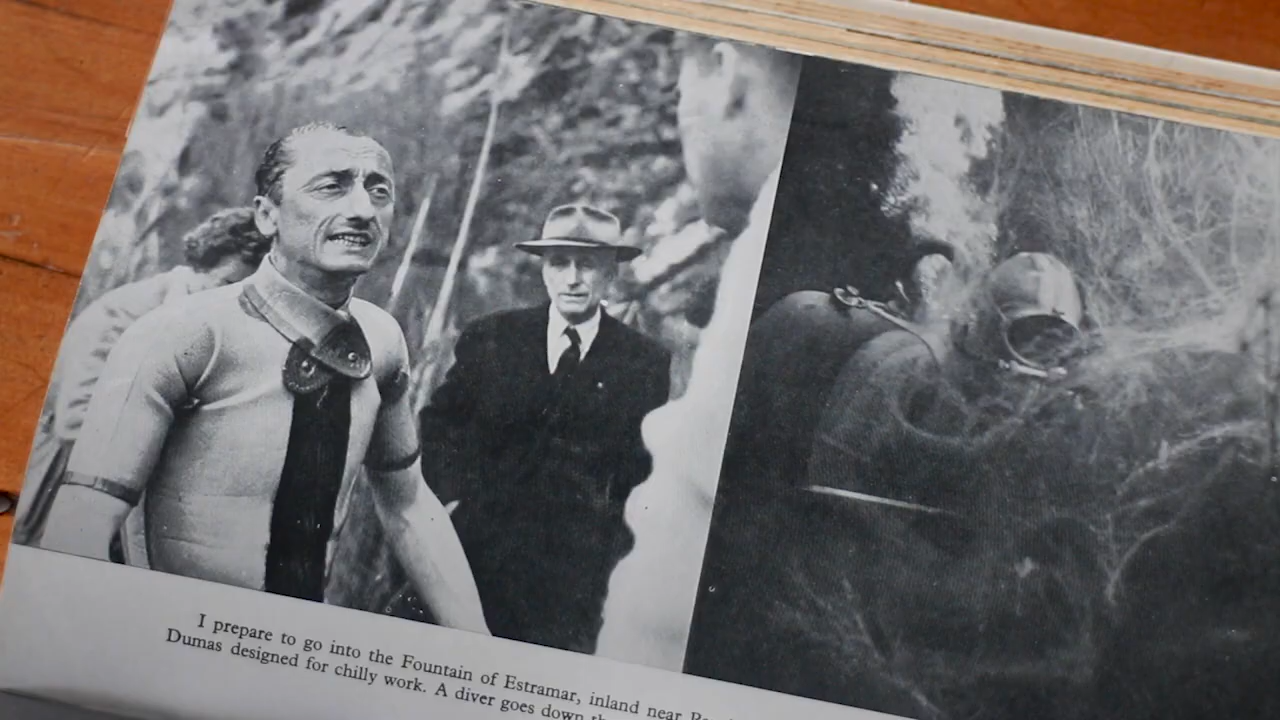 I prepare to go into the Fountain of Estramar, inland near
Dumas designed for chilly work. A diver goes down